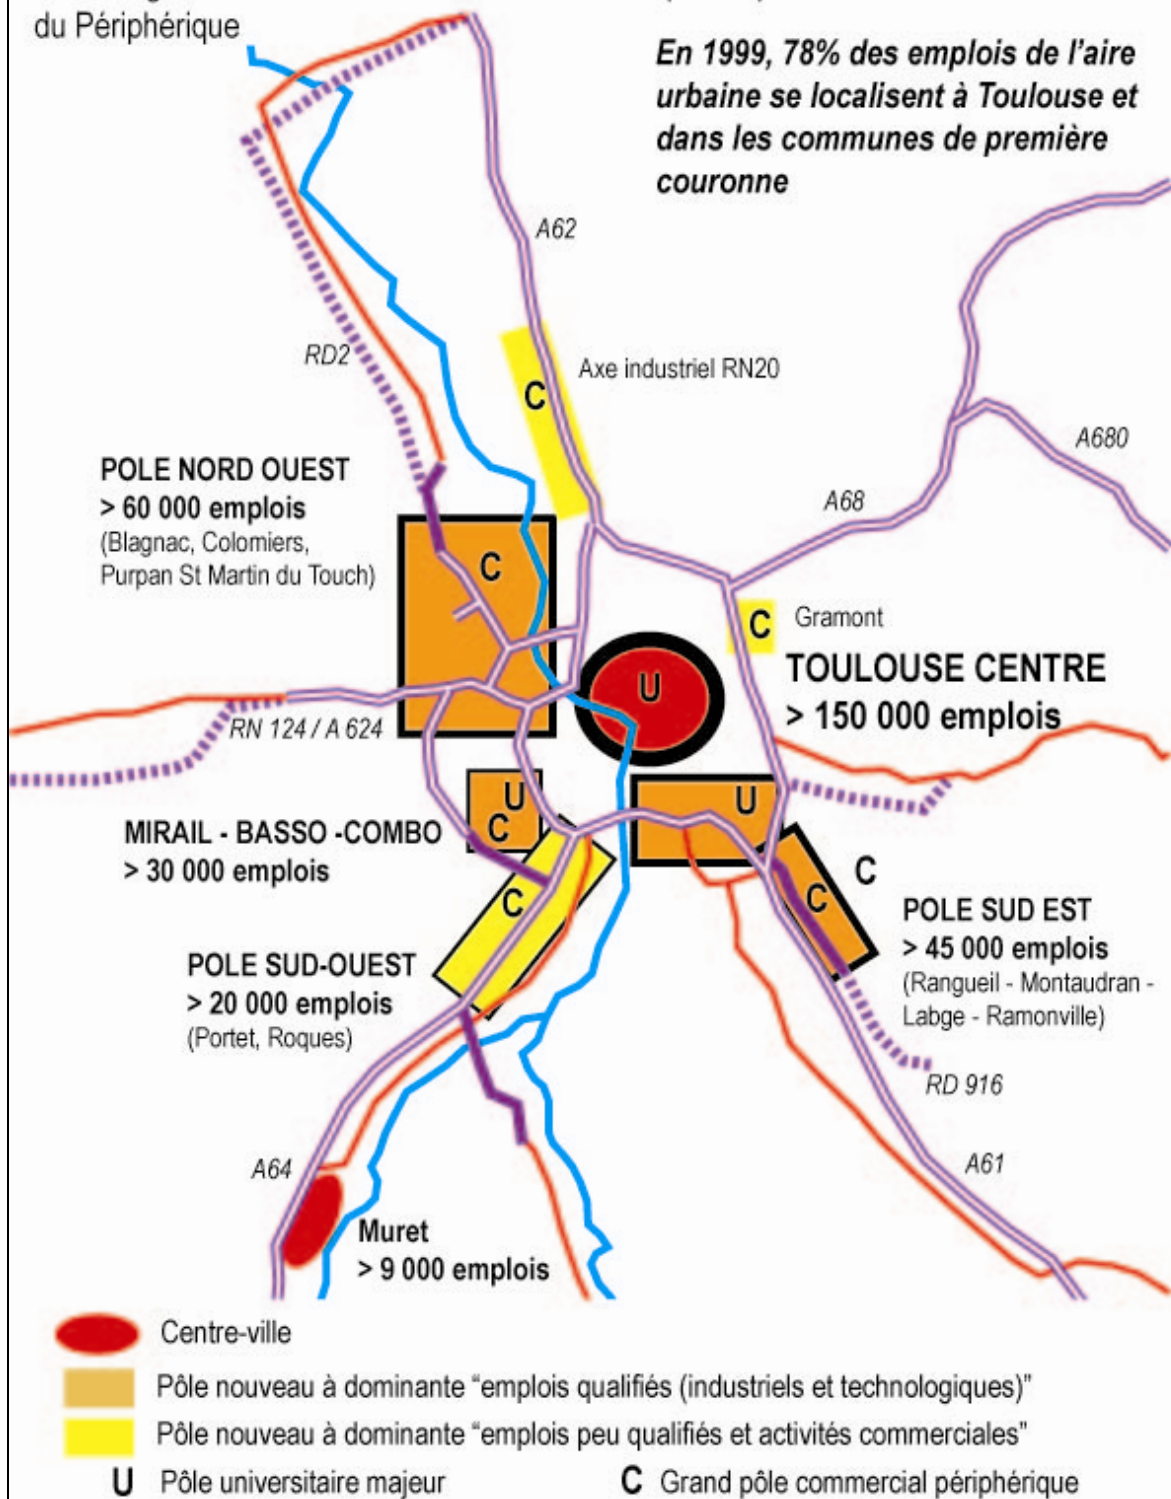 du Périphérique
En 1999, 78% des emplois de l'aire
urbaine se localisent à Toulouse et
dans les communes de première
couronne
A62
RD2
Axe industriel RN20
C
A680
POLE NORD OUEST
> 60 000 emplois
(Blagnac, Colomiers,
Purpan St Martin du Touch)
A68
C
C
Gramont
U
TOULOUSE CENTRE
> 150 000 emplois
RN 124 / A 624
U
C
U
MIRAIL - BASSO -COMBO
> 30 000 emplois
C
C
C
POLE SUD EST
> 45 000 emplois
(Rangueil - Montaudran -
Labge - Ramonville)
POLE SUD-OUEST
> 20 000 emplois
(Portet, Roques)
RD 916
A64
A61
Muret
> 9 000 emplois
Centre-ville
Pôle nouveau à dominante “emplois qualifiés (industriels et technologiques)”
Pôle nouveau à dominante “emplois peu qualifiés et activités commerciales”
U Pôle universitaire majeur
C Grand pôle commercial périphérique